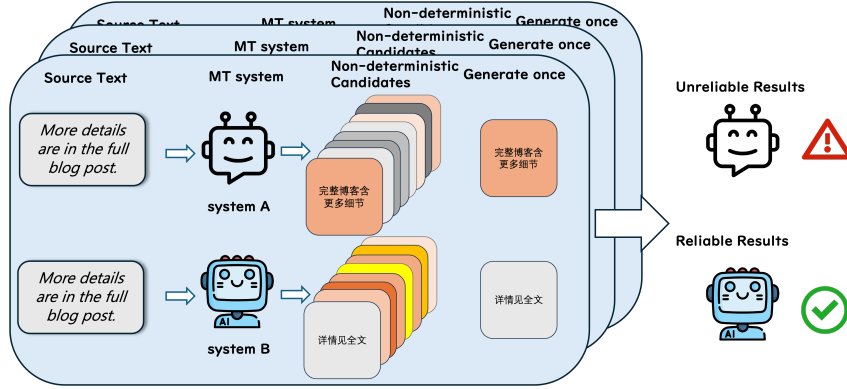 Source Text MT system Non-deterministic Generate once
Source Text MT system Non-deterministic Candidates Generate once
Source Text MT system Non-deterministic Generate once
Candidates
More details
are in the full
blog post.
system A
完整博客含
更多细节
完整博客含
更多细节
More details
are in the full
blog post.
AI
system B
详情见全文
详情见全文
Unreliable Results
Reliable Results
AI